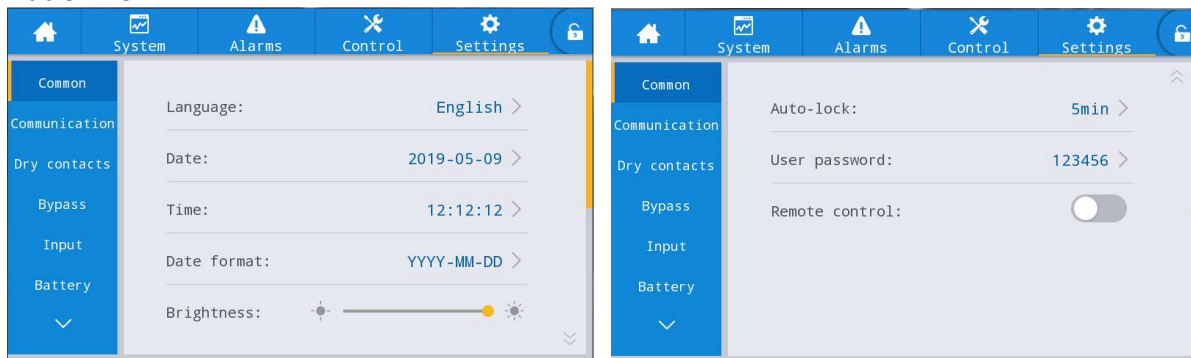 System Alarms Control Settings
Common
Communication
Dry contacts
Bypass
Input
Battery
Language: English
Date: 2019-05-09
Time: 12:12:12
Date format: YYYY-MM-DD
Brightness:
System Alarms Control Settings
Common
Communication
Dry contacts
Bypass
Input
Battery
Auto-lock: 5min
User password: 123456
Remote control: